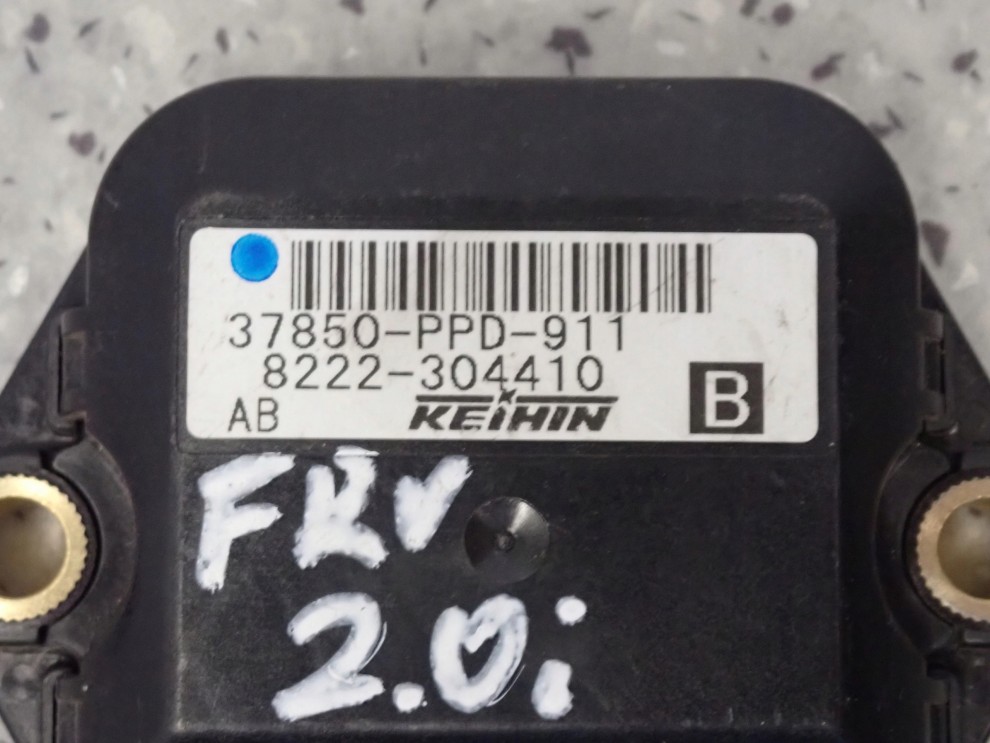 37850-PPD-911
8222-304410
AB KEIHIN B
FRV
2.0i